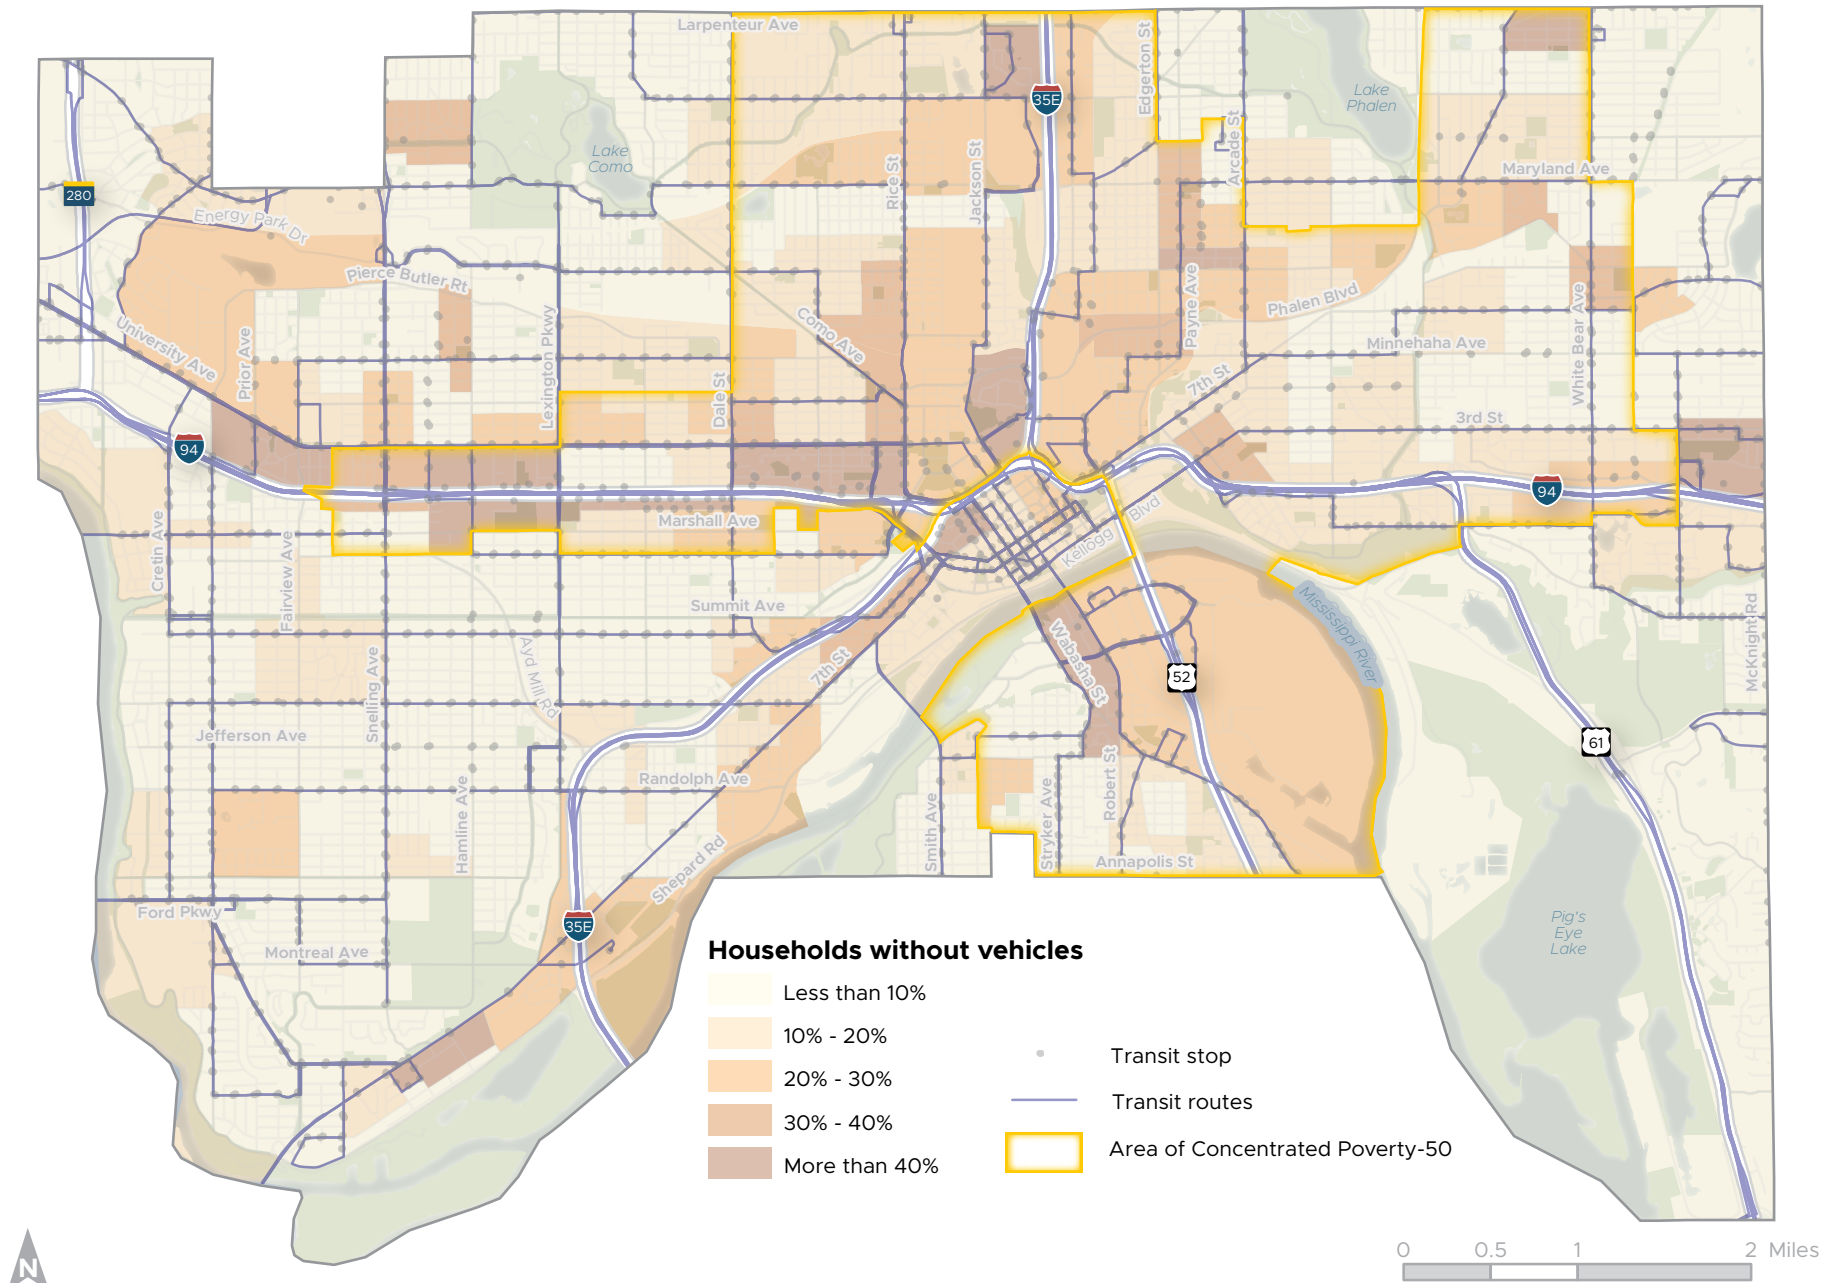 Larpenteur Ave
Edgerton St
35E
Lake
Phalen
Arcade St
Lake
Como
Rice St
Jackson St
Maryland Ave
280
Energy Park Dr
Pierce Butler Rt
Payne Ave
Phalen Blvd
University Ave
Prior Ave
Lexington Pkwy
Como Ave
Minnehaha Ave
White Bear Ave
Dale St
7th St
3rd St
94
94
Marshall Ave
Kellogg Blvd
Cretin Ave
Fairview Ave
Summit Ave
Mississippi River
McKnight Rd
Ayd Mill Rd
Snelling Ave
7th St
Wabasha St
52
Jefferson Ave
61
Randolph Ave
Hamline Ave
Smith Ave
Stryker Ave
Robert St
Shepard Rd
Annapolis St
Ford Pkwy
35E
Montreal Ave
Pig's
Eye
Lake
Households without vehicles
Less than 10%
10% - 20%
20% - 30%
30% - 40%
More than 40%
Transit stop
Transit routes
Area of Concentrated Poverty-50
N
0 0.5 1 2 Miles